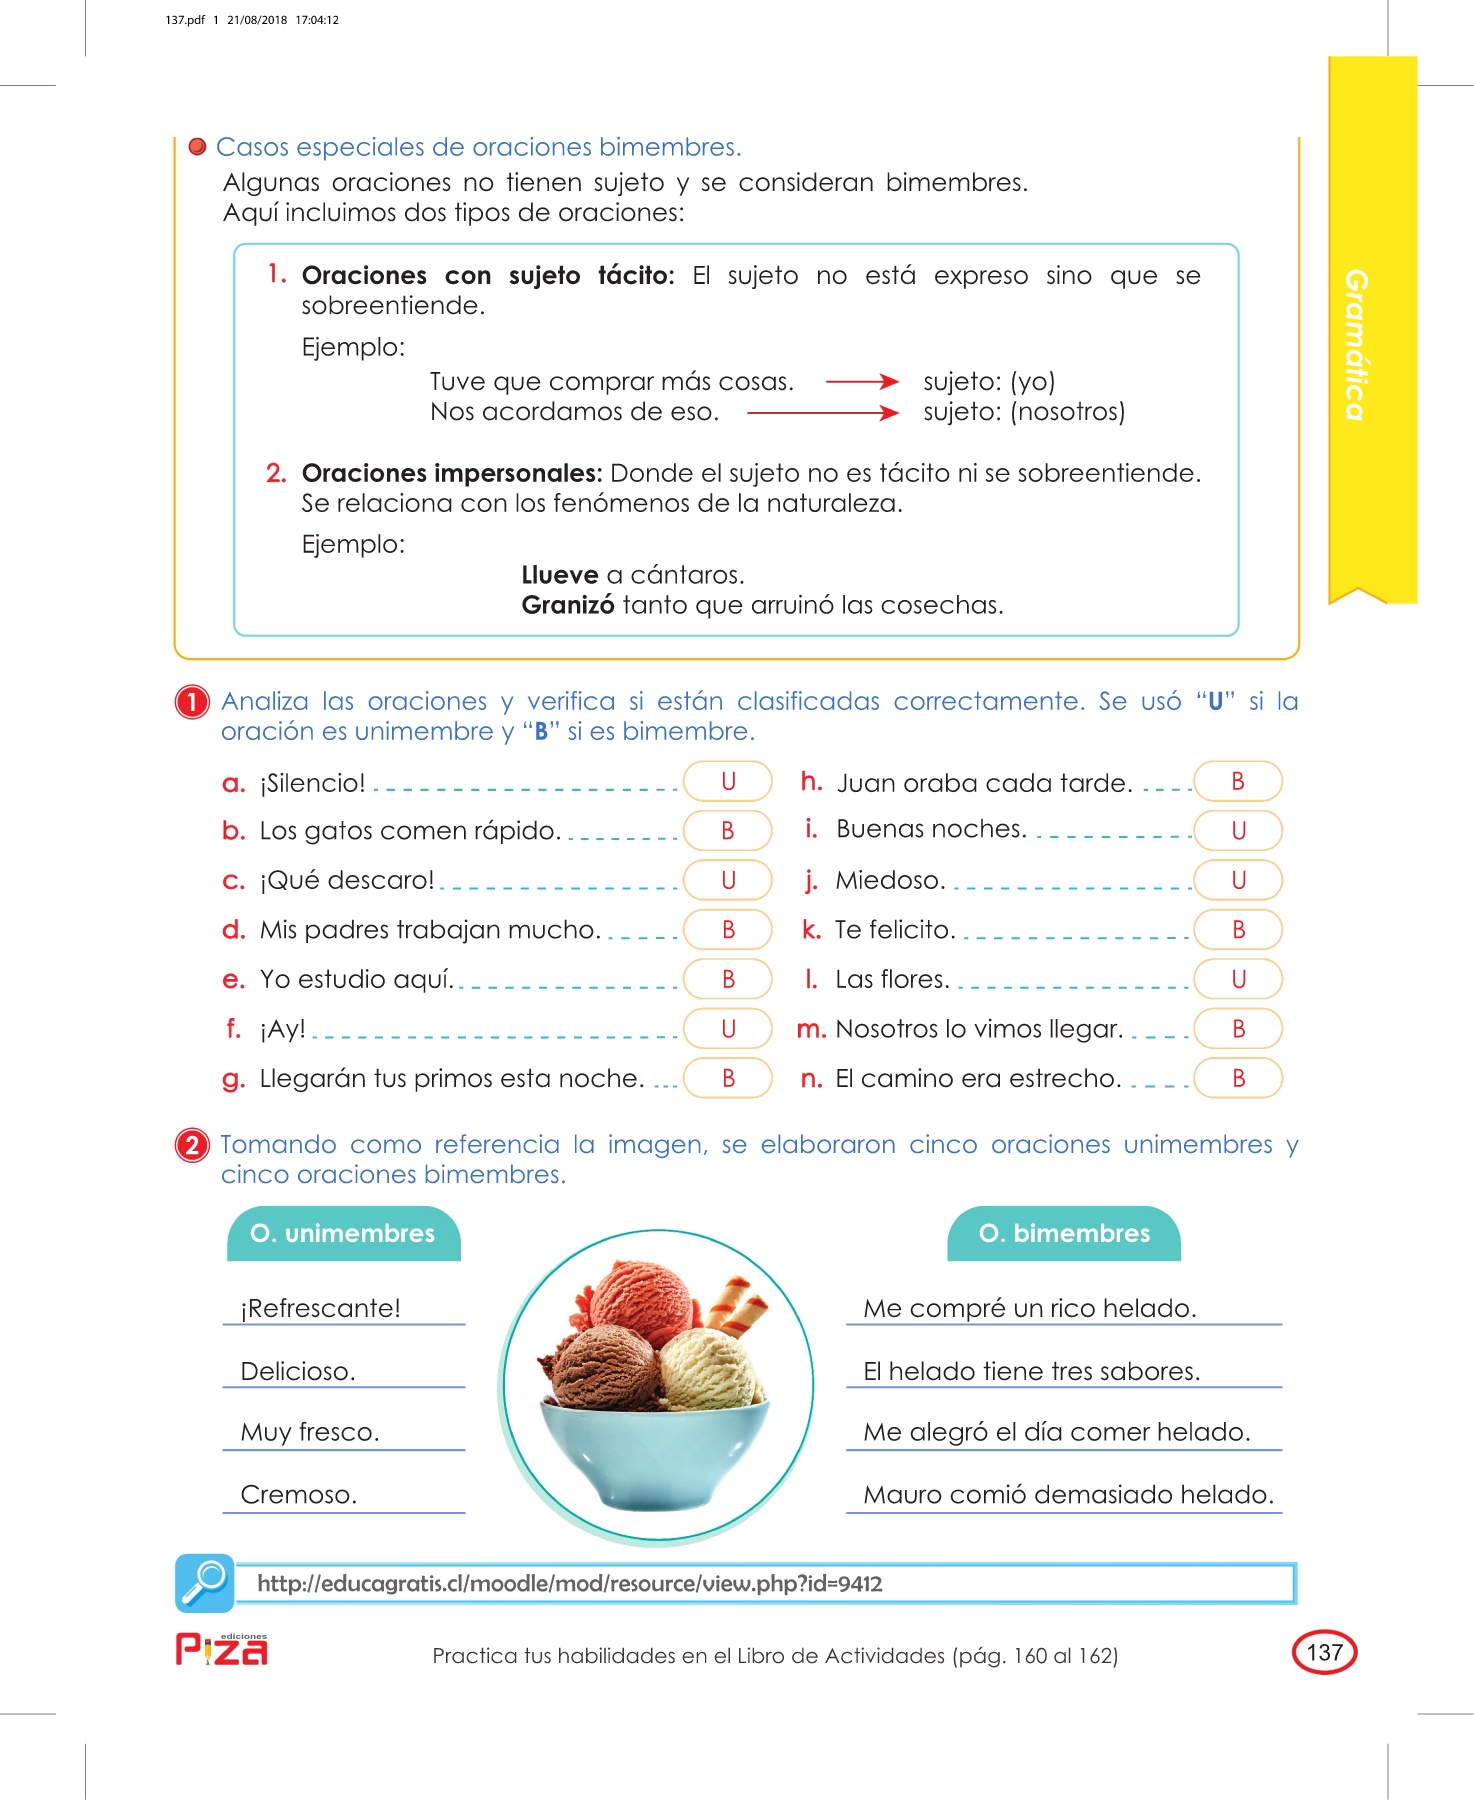 137.pdf 1 21/08/2018 17:04:12
Gramática
Casos especiales de oraciones bimembres.
Algunas oraciones no tienen sujeto y se consideran bimembres.
Aquí incluimos dos tipos de oraciones:
1. Oraciones con sujeto tácito: El sujeto no está expreso sino que se
sobreentiende.
Ejemplo:
Tuve que comprar más cosas. sujeto: (yo)
Nos acordamos de eso. sujeto: (nosotros)
2. Oraciones impersonales: Donde el sujeto no es tácito ni se sobreentiende.
Se relaciona con los fenómenos de la naturaleza.
Ejemplo:
Llueve a cántaros.
Granizó tanto que arruinó las cosechas.
1 Analiza las oraciones y verifica si están clasificadas correctamente. Se usó “U” si la
oración es unimembre y “B” si es bimembre.
a. ¡Silencio! U
b. Los gatos comen rápido. B
c. ¡Qué descaro! U
d. Mis padres trabajan mucho. B
e. Yo estudio aquí. B
f. ¡Ay! U
g. Llegarán tus primos esta noche. B
h. Juan oraba cada tarde. B
i. Buenas noches. U
j. Miedoso. U
k. Te felicito. B
l. Las flores. U
m. Nosotros lo vimos llegar. B
n. El camino era estrecho. B
2 Tomando como referencia la imagen, se elaboraron cinco oraciones unimembres y
cinco oraciones bimembres.
O. unimembres
¡Refrescante!
Delicioso.
Muy fresco.
Cremoso.
O. bimembres
Me compré un rico helado.
El helado tiene tres sabores.
Me alegró el día comer helado.
Mauro comió demasiado helado.
http://educagratis.cl/moodle/mod/resource/view.php?id=9412
ediciones
Piza
Practica tus habilidades en el Libro de Actividades (pág. 160 al 162)
137